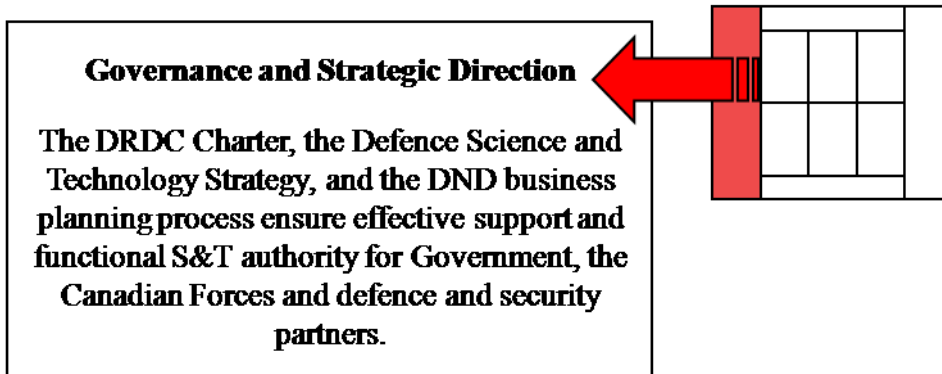 Governance and Strategic Direction
The DRDC Charter, the Defence Science and
Technology Strategy, and the DND business
planning process ensure effective support and
functional S&T authority for Government, the
Canadian Forces and defence and security
partners.